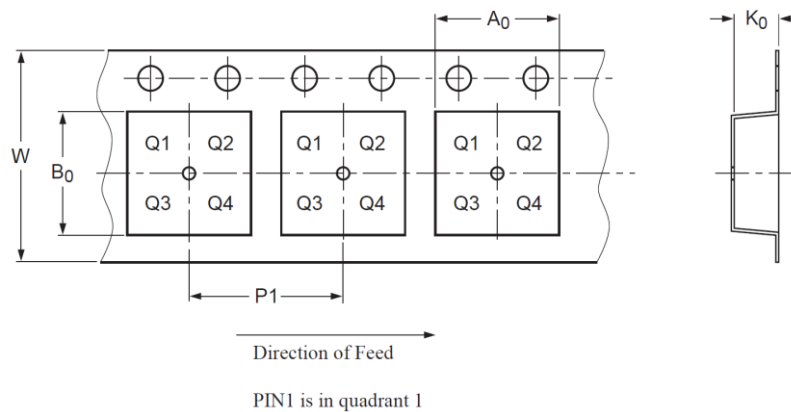 A0
K0
W
B0
Q1 Q2 Q1 Q2 Q1 Q2
Q3 Q4 Q3 Q4 Q3 Q4
P1
Direction of Feed
PIN1 is in quadrant 1